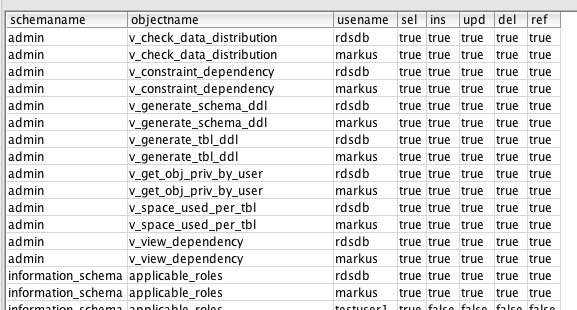 schemaname objectname usename sel ins upd del ref
admin v_check_data_distribution rdsdb true true true true true
admin v_check_data_distribution markus true true true true true
admin v_constraint_dependency rdsdb true true true true true
admin v_constraint_dependency markus true true true true true
admin v_generate_schema_ddl rdsdb true true true true true
admin v_generate_schema_ddl markus true true true true true
admin v_generate_tbl_ddl rdsdb true true true true true
admin v_generate_tbl_ddl markus true true true true true
admin v_get_obj_priv_by_user rdsdb true true true true true
admin v_get_obj_priv_by_user markus true true true true true
admin v_space_used_per_tbl rdsdb true true true true true
admin v_space_used_per_tbl markus true true true true true
admin v_view_dependency rdsdb true true true true true
admin v_view_dependency markus true true true true true
information_schema applicable_roles rdsdb true true true true true
information_schema applicable_roles markus true true true true true
information_schema applicable_roles testuser1 true false false false false